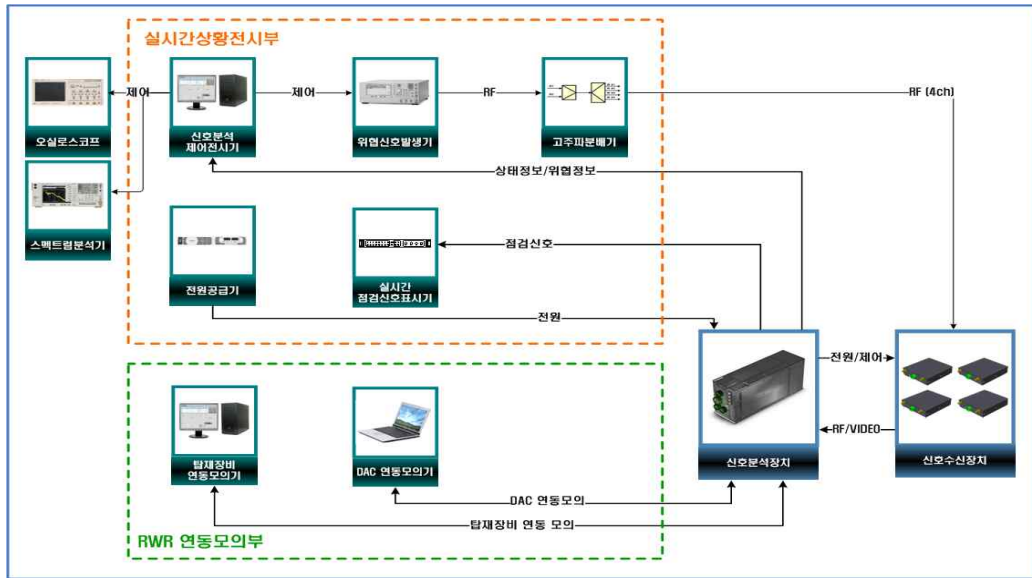 실시간상황전시부
제어
제어
RF
RF (4ch)
오실로스코프
신호분석
제어전시기
위협신호발생기
고주파분배기
상태정보/위협정보
스펙트럼분석기
점검신호
전원공급기
실시간
점검신호표시기
전원
전원/제어
RF/VIDEO
탑재장비
연동모의기
DAC 연동모의기
신호분석장치
신호수신장치
DAC 연동모의
탑재장비 연동 모의
RWR 연동모의부